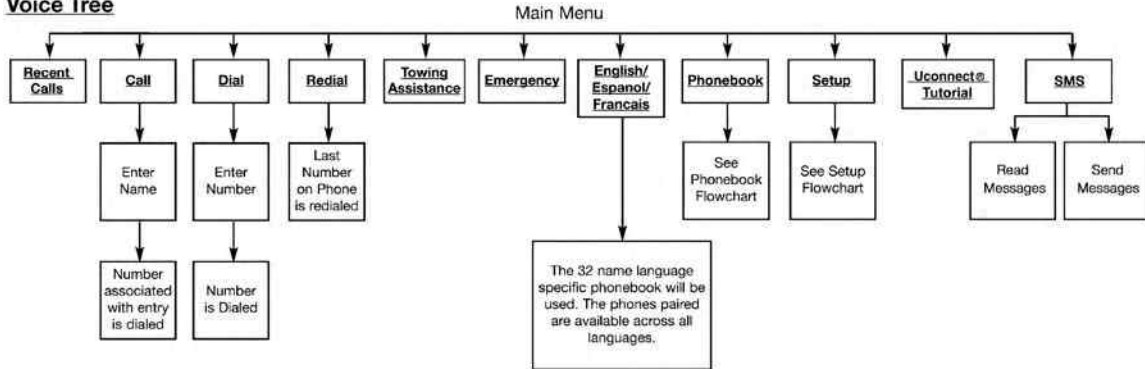 Voice Tree
Main Menu
Recent
Calls
Call
Dial
Redial
Towing
Assistance
Emergency
English/
Espanol/
Francais
Phonebook
Setup
Uconnect®
Tutorial
SMS
Enter
Name
Enter
Number
Last
Number
on Phone
is redialed
See
Phonebook
Flowchart
See Setup
Flowchart
Read
Messages
Send
Messages
Number
associated
with entry
is dialed
Number
is Dialed
The 32 name language
specific phonebook will be
used. The phones paired
are available across all
languages.